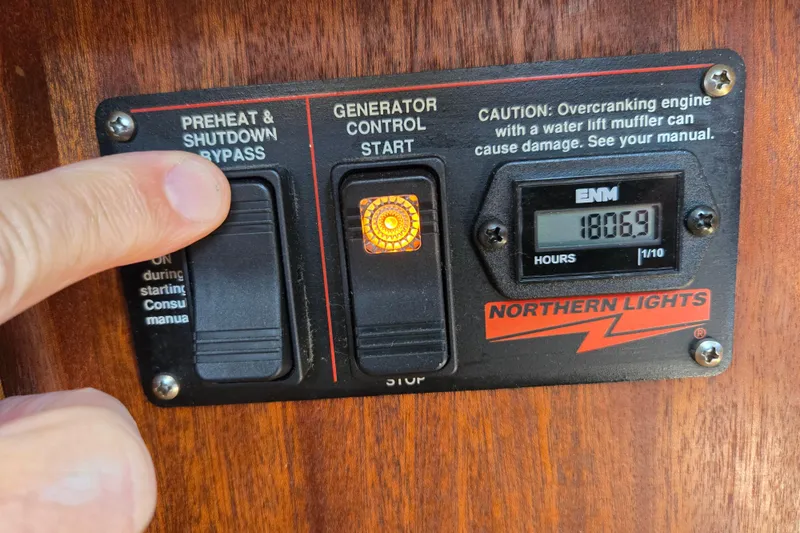 PREHEAT &
SHUTDOWN
BYPASS
ON
during
starting
Consul
manua
GENERATOR
CONTROL
START
STOP
CAUTION: Overcranking engine
with a water lift muffler can
cause damage. See your manual.
ENM
1806.9
HOURS 1/10
NORTHERN LIGHTS
®